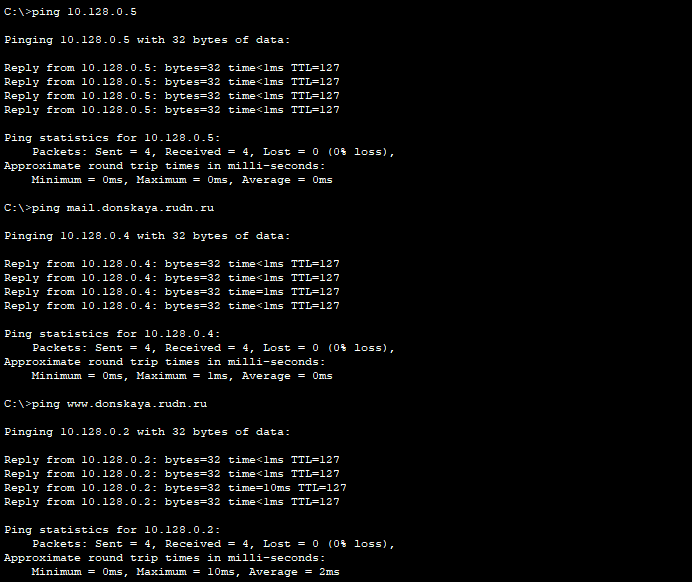 C:\>ping 10.128.0.5
Pinging 10.128.0.5 with 32 bytes of data:
Reply from 10.128.0.5: bytes=32 time<1ms TTL=127
Reply from 10.128.0.5: bytes=32 time<1ms TTL=127
Reply from 10.128.0.5: bytes=32 time<1ms TTL=127
Reply from 10.128.0.5: bytes=32 time<1ms TTL=127
Ping statistics for 10.128.0.5:
    Packets: Sent = 4, Received = 4, Lost = 0 (0% loss),
Approximate round trip times in milli-seconds:
    Minimum = 0ms, Maximum = 0ms, Average = 0ms
C:\>ping mail.donskaya.rudn.ru
Pinging 10.128.0.4 with 32 bytes of data:
Reply from 10.128.0.4: bytes=32 time<1ms TTL=127
Reply from 10.128.0.4: bytes=32 time<1ms TTL=127
Reply from 10.128.0.4: bytes=32 time=1ms TTL=127
Reply from 10.128.0.4: bytes=32 time<1ms TTL=127
Ping statistics for 10.128.0.4:
    Packets: Sent = 4, Received = 4, Lost = 0 (0% loss),
Approximate round trip times in milli-seconds:
    Minimum = 0ms, Maximum = 1ms, Average = 0ms
C:\>ping www.donskaya.rudn.ru
Pinging 10.128.0.2 with 32 bytes of data:
Reply from 10.128.0.2: bytes=32 time<1ms TTL=127
Reply from 10.128.0.2: bytes=32 time<1ms TTL=127
Reply from 10.128.0.2: bytes=32 time=10ms TTL=127
Reply from 10.128.0.2: bytes=32 time<1ms TTL=127
Ping statistics for 10.128.0.2:
    Packets: Sent = 4, Received = 4, Lost = 0 (0% loss),
Approximate round trip times in milli-seconds:
    Minimum = 0ms, Maximum = 10ms, Average = 2ms